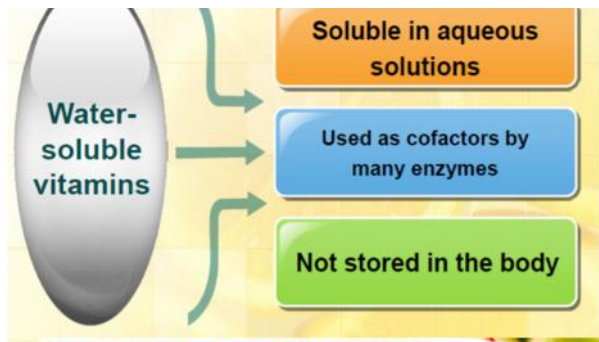 Water-
soluble
vitamins
Soluble in aqueous
solutions
Used as cofactors by
many enzymes
Not stored in the body